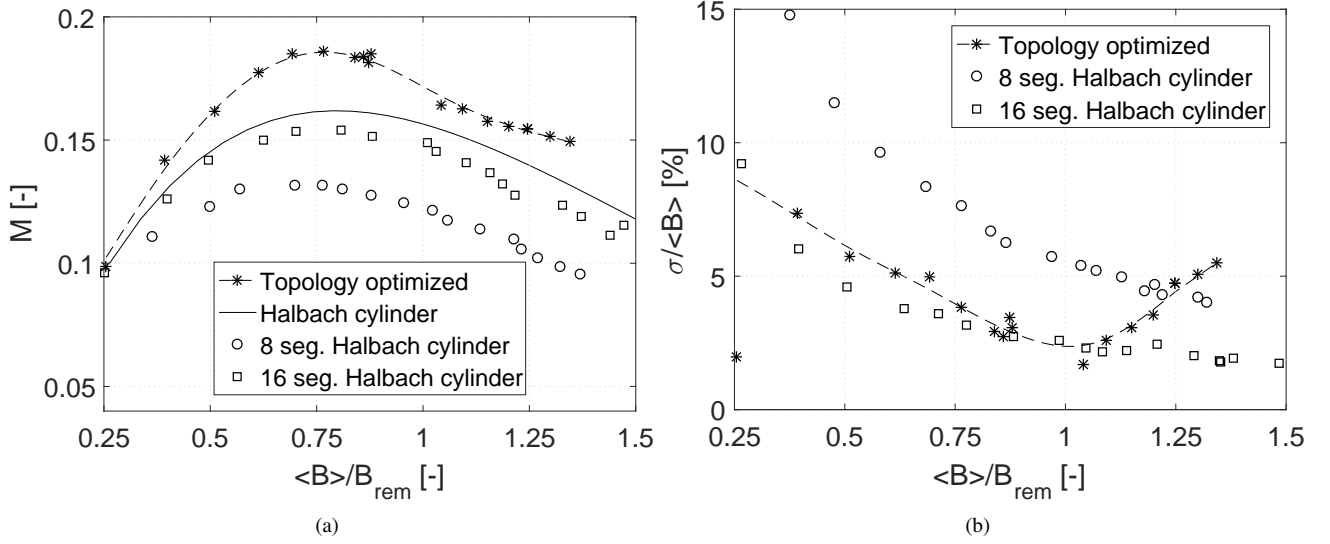 0.2
0.15
0.1
0.05
M [-]
Topology optimized
Halbach cylinder
8 seg. Halbach cylinder
16 seg. Halbach cylinder
0.25 0.5 0.75 1 1.25 1.5
<B>/B_rem [-]
(a)
15
10
5
0
σ/<B> [%]
Topology optimized
8 seg. Halbach cylinder
16 seg. Halbach cylinder
0.25 0.5 0.75 1 1.25 1.5
<B>/B_rem [-]
(b)